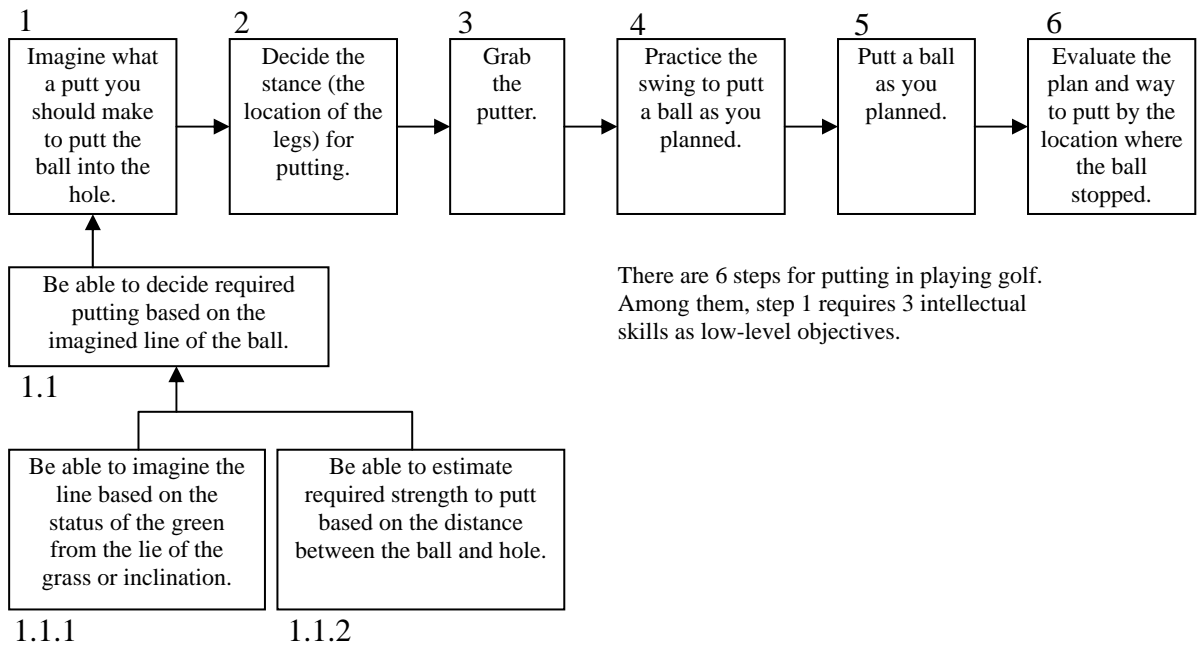 1
Imagine what
a putt you
should make
to putt the
ball into the
hole.
2
Decide the
stance (the
location of the
legs) for
putting.
3
Grab
the
putter.
4
Practice the
swing to putt
a ball as you
planned.
5
Putt a ball
as you
planned.
6
Evaluate the
plan and way
to putt by the
location where
the ball
stopped.
Be able to decide required
putting based on the
imagined line of the ball.
1.1
There are 6 steps for putting in playing golf.
Among them, step 1 requires 3 intellectual
skills as low-level objectives.
Be able to imagine the
line based on the
status of the green
from the lie of the
grass or inclination.
1.1.1
Be able to estimate
required strength to putt
based on the distance
between the ball and hole.
1.1.2